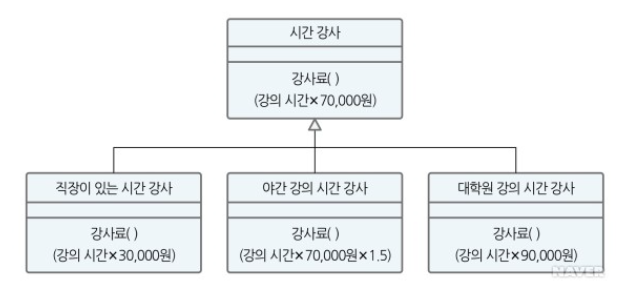 시간 강사
강사료( )
(강의 시간×70,000원)
직장이 있는 시간 강사
강사료( )
(강의 시간×30,000원)
야간 강의 시간 강사
강사료( )
(강의 시간×70,000원×1.5)
대학원 강의 시간 강사
강사료( )
(강의 시간×90,000원)
NAVER